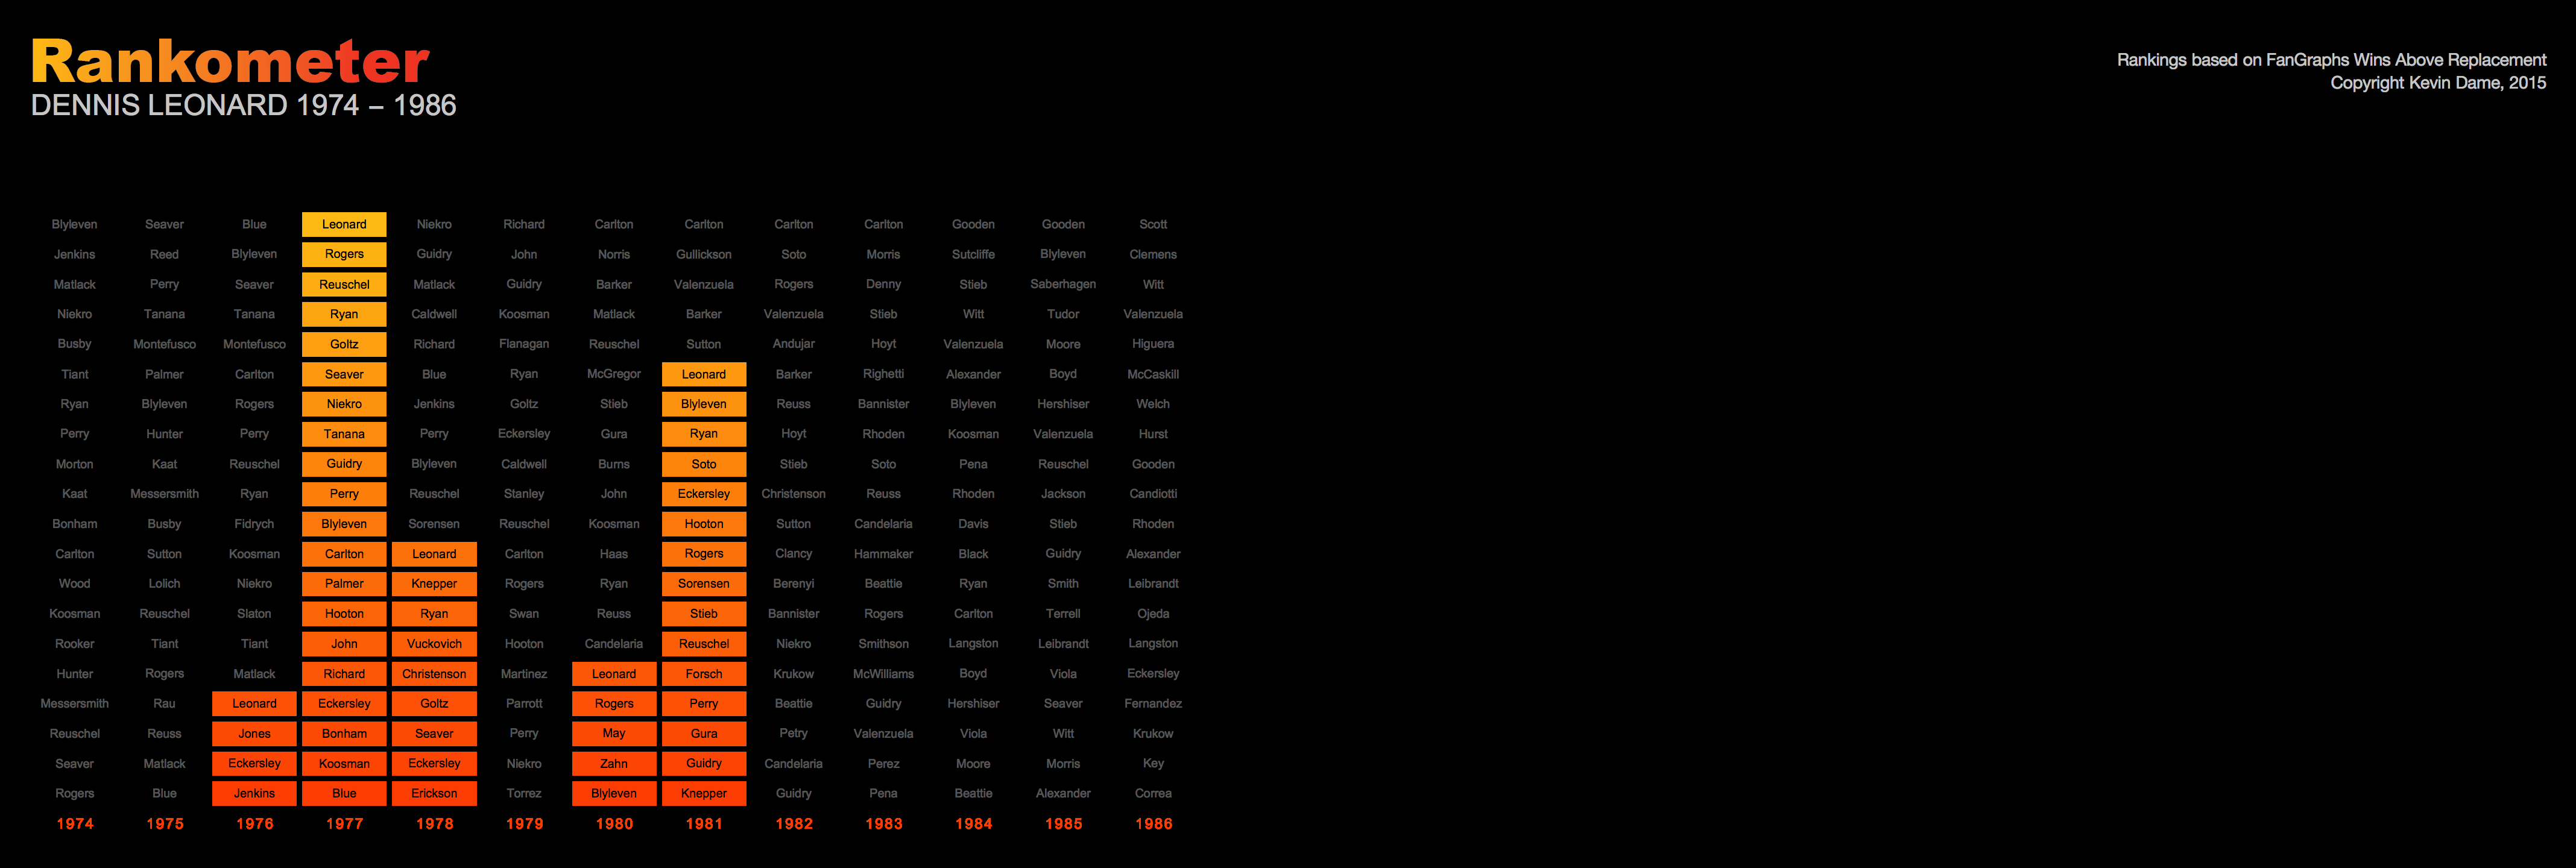 Rankometer
DENNIS LEONARD 1974 – 1986
Rankings based on FanGraphs Wins Above Replacement
Copyright Kevin Dame, 2015
Blyleven Seaver Blue Leonard Niekro Richard Carlton Carlton Carlton Carlton Gooden Gooden Scott
Jenkins Reed Blyleven Rogers Guidry John Norris Gullickson Soto Morris Sutcliffe Blyleven Clemens
Matlack Perry Seaver Reuschel Matlack Guidry Barker Valenzuela Rogers Denny Stieb Saberhagen Witt
Niekro Tanana Tanana Ryan Caldwell Koosman Matlack Barker Valenzuela Stieb Witt Tudor Valenzuela
Busby Montefusco Montefusco Goltz Richard Flanagan Reuschel Sutton Andujar Hoyt Valenzuela Moore Higuera
Tiant Palmer Carlton Seaver Blue Ryan McGregor Leonard Barker Righetti Alexander Boyd McCaskill
Ryan Blyleven Rogers Niekro Jenkins Goltz Stieb Blyleven Reuss Bannister Blyleven Hershiser Welch
Perry Hunter Perry Tanana Perry Eckersley Gura Ryan Hoyt Rhoden Koosman Valenzuela Hurst
Morton Kaat Reuschel Guidry Blyleven Caldwell Burns Soto Stieb Soto Pena Reuschel Gooden
Kaat Messersmith Ryan Perry Reuschel Stanley John Eckersley Christenson Reuss Rhoden Jackson Candiotti
Bonham Busby Fidrych Blyleven Sorensen Reuschel Koosman Hooton Sutton Candelaria Davis Stieb Rhoden
Carlton Sutton Koosman Carlton Leonard Carlton Haas Rogers Clancy Hammaker Black Guidry Alexander
Wood Lolich Niekro Palmer Knepper Rogers Ryan Sorensen Berenyi Beattie Ryan Smith Leibrandt
Koosman Reuschel Slaton Hooton Ryan Swan Reuss Stieb Bannister Rogers Carlton Terrell Ojeda
Rooker Tiant Tiant John Vuckovich Hooton Candelaria Reuschel Niekro Smithson Langston Leibrandt Langston
Hunter Rogers Matlack Richard Christenson Martinez Leonard Forsch Krukow McWilliams Boyd Viola Eckersley
Messersmith Rau Leonard Eckersley Goltz Parrott Rogers Perry Beattie Guidry Hershiser Seaver Fernandez
Reuschel Reuss Jones Bonham Seaver Perry May Gura Petry Valenzuela Viola Witt Krukow
Seaver Matlack Eckersley Koosman Eckersley Niekro Zahn Guidry Candelaria Perez Moore Morris Key
Rogers Blue Jenkins Blue Erickson Torrez Blyleven Knepper Guidry Pena Beattie Alexander Correa
1974 1975 1976 1977 1978 1979 1980 1981 1982 1983 1984 1985 1986